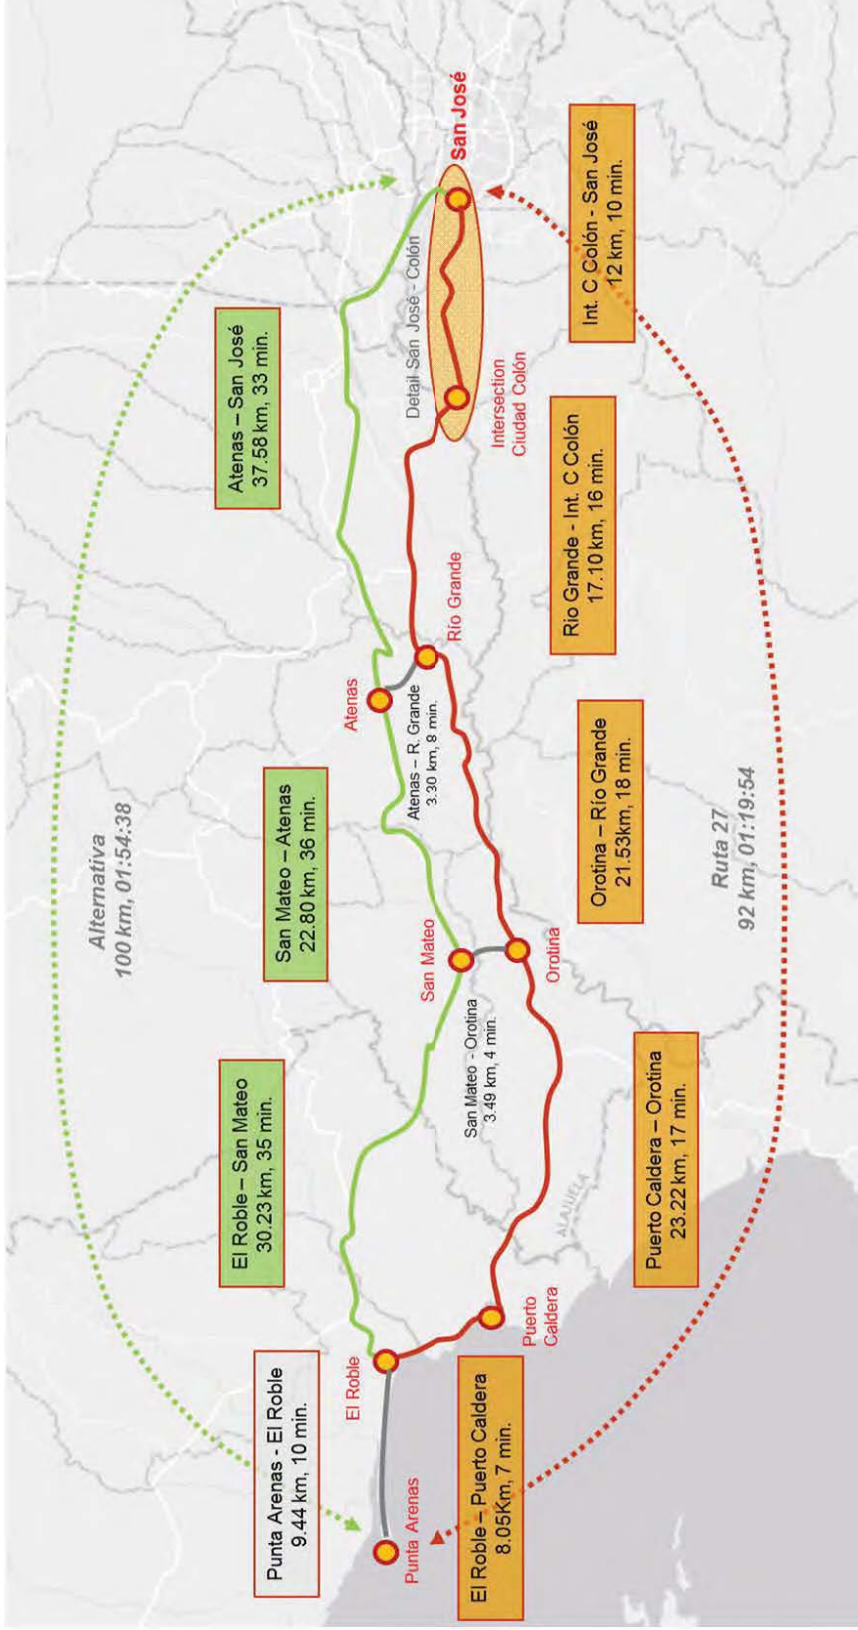 Alternativa
100 km, 01:54:38
Punta Arenas - El Roble
9.44 km, 10 min.
El Roble – San Mateo
30.23 km, 35 min.
San Mateo – Atenas
22.80 km, 36 min.
Atenas – San José
37.58 km, 33 min.
Punta Arenas
El Roble
San Mateo
Atenas
San José
Detail San José - Colón
San Mateo - Orotina
3.49 km, 4 min.
Atenas – R. Grande
3.30 km, 8 min.
Puerto
Caldera
Orotina
Río Grande
Intersection
Ciudad Colón
ALAJUELA
El Roble – Puerto Caldera
8.05Km, 7 min.
Puerto Caldera – Orotina
23.22 km, 17 min.
Orotina – Río Grande
21.53km, 18 min.
Rio Grande - Int. C Colón
17.10 km, 16 min.
Int. C Colón - San José
12 km, 10 min.
Ruta 27
92 km, 01:19:54